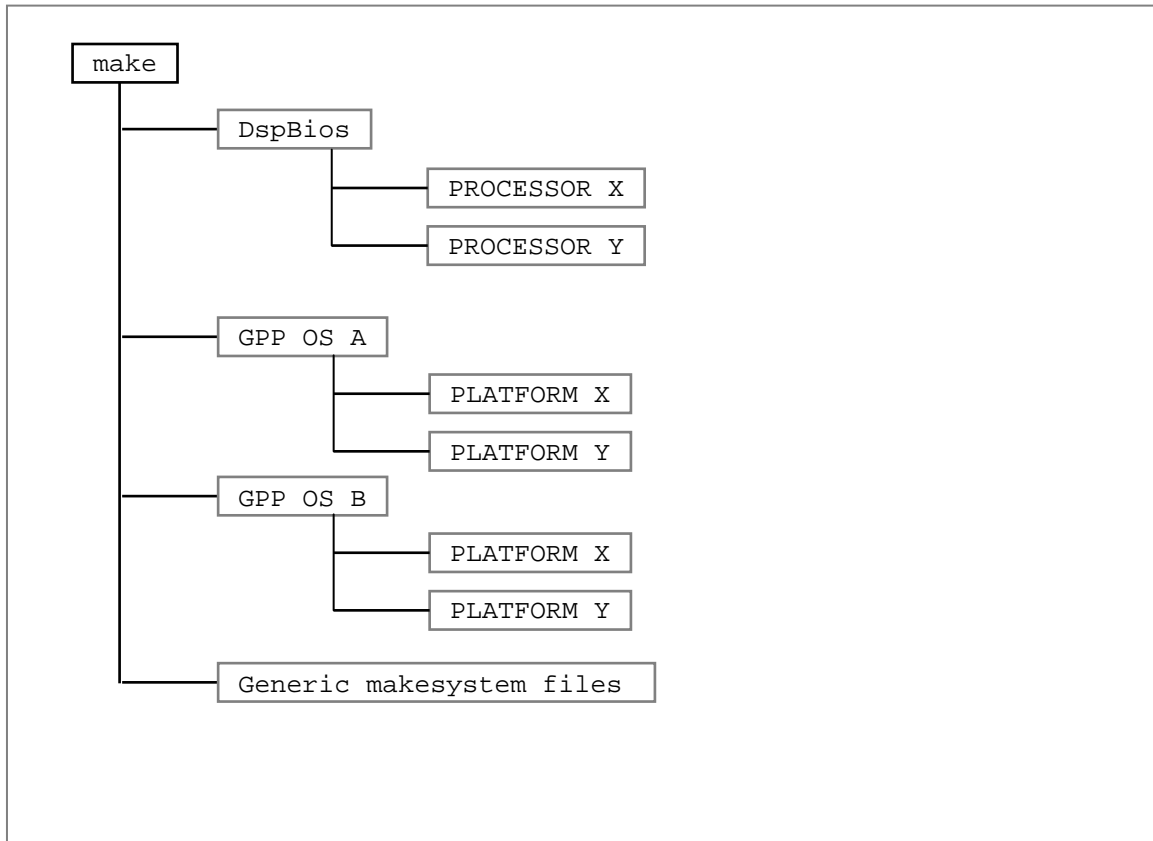 make
DspBios
PROCESSOR X
PROCESSOR Y
GPP OS A
PLATFORM X
PLATFORM Y
GPP OS B
PLATFORM X
PLATFORM Y
Generic makesystem files